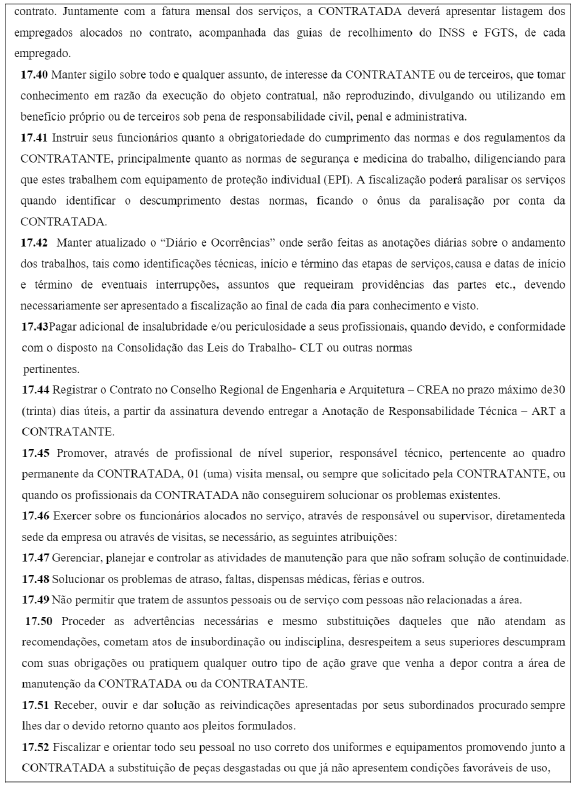 contrato. Juntamente com a fatura mensal dos serviços, a CONTRATADA deverá apresentar listagem dos
empregados alocados no contrato, acompanhada das guias de recolhimento do INSS e FGTS, de cada
empregado.
17.40 Manter sigilo sobre todo e qualquer assunto, de interesse da CONTRATANTE ou de terceiros, que tomar
conhecimento em razão da execução do objeto contratual, não reproduzindo, divulgando ou utilizando em
benefício próprio ou de terceiros sob pena de responsabilidade civil, penal e administrativa.
17.41 Instruir seus funcionários quanto a obrigatoriedade do cumprimento das normas e dos regulamentos da
CONTRATANTE, principalmente quanto as normas de segurança e medicina do trabalho, diligenciando para
que estes trabalhem com equipamento de proteção individual (EPI). A fiscalização poderá paralisar os serviços
quando identificar o descumprimento destas normas, ficando o ônus da paralisação por conta da
CONTRATADA.
17.42 Manter atualizado o “Diário e Ocorrências” onde serão feitas as anotações diárias sobre o andamento
dos trabalhos, tais como identificações técnicas, início e término das etapas de serviços,causa e datas de início
e término de eventuais interrupções, assuntos que requeiram providências das partes etc., devendo
necessariamente ser apresentado a fiscalização ao final de cada dia para conhecimento e visto.
17.43Pagar adicional de insalubridade e/ou periculosidade a seus profissionais, quando devido, e conformidade
com o disposto na Consolidação das Leis do Trabalho- CLT ou outras normas
pertinentes.
17.44 Registrar o Contrato no Conselho Regional de Engenharia e Arquitetura – CREA no prazo máximo de30
(trinta) dias úteis, a partir da assinatura devendo entregar a Anotação de Responsabilidade Técnica – ART a
CONTRATANTE.
17.45 Promover, através de profissional de nível superior, responsável técnico, pertencente ao quadro
permanente da CONTRATADA, 01 (uma) visita mensal, ou sempre que solicitado pela CONTRATANTE, ou
quando os profissionais da CONTRATADA não conseguirem solucionar os problemas existentes.
17.46 Exercer sobre os funcionários alocados no serviço, através de responsável ou supervisor, diretamenteda
sede da empresa ou através de visitas, se necessário, as seguintes atribuições:
17.47 Gerenciar, planejar e controlar as atividades de manutenção para que não sofram solução de continuidade.
17.48 Solucionar os problemas de atraso, faltas, dispensas médicas, férias e outros.
17.49 Não permitir que tratem de assuntos pessoais ou de serviço com pessoas não relacionadas a área.
17.50 Proceder as advertências necessárias e mesmo substituições daqueles que não atendam as
recomendações, cometam atos de insubordinação ou indisciplina, desrespeitem a seus superiores descumpram
com suas obrigações ou pratiquem qualquer outro tipo de ação grave que venha a depor contra a área de
manutenção da CONTRATADA ou da CONTRATANTE.
17.51 Receber, ouvir e dar solução as reivindicações apresentadas por seus subordinados procurado sempre
lhes dar o devido retorno quanto aos pleitos formulados.
17.52 Fiscalizar e orientar todo seu pessoal no uso correto dos uniformes e equipamentos promovendo junto a
CONTRATADA a substituição de peças desgastadas ou que já não apresentem condições favoráveis de uso,